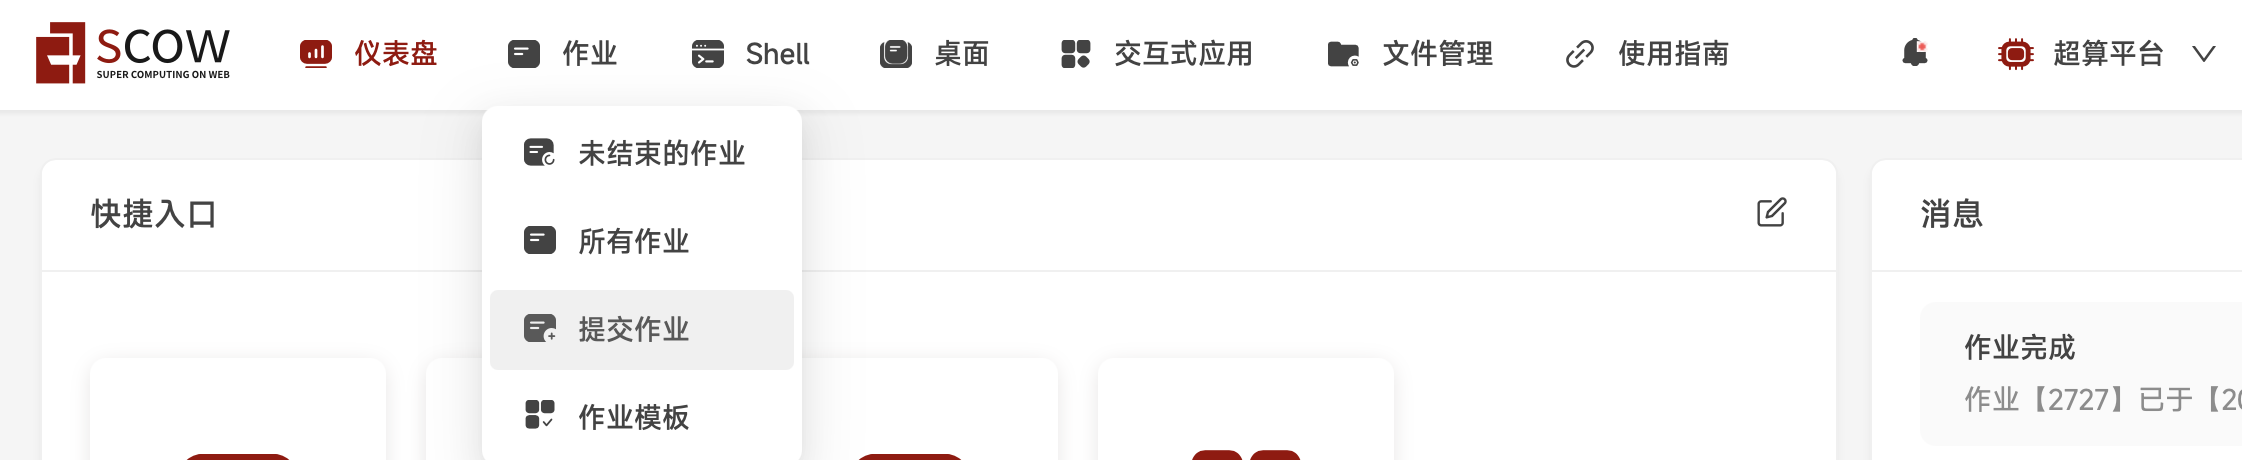 SCOW
SUPER COMPUTING ON WEB
仪表盘 作业 Shell 桌面 交互式应用 文件管理 使用指南 超算平台
未结束的作业
所有作业
提交作业
作业模板
快捷入口
消息
作业完成
作业【2727】已于【20